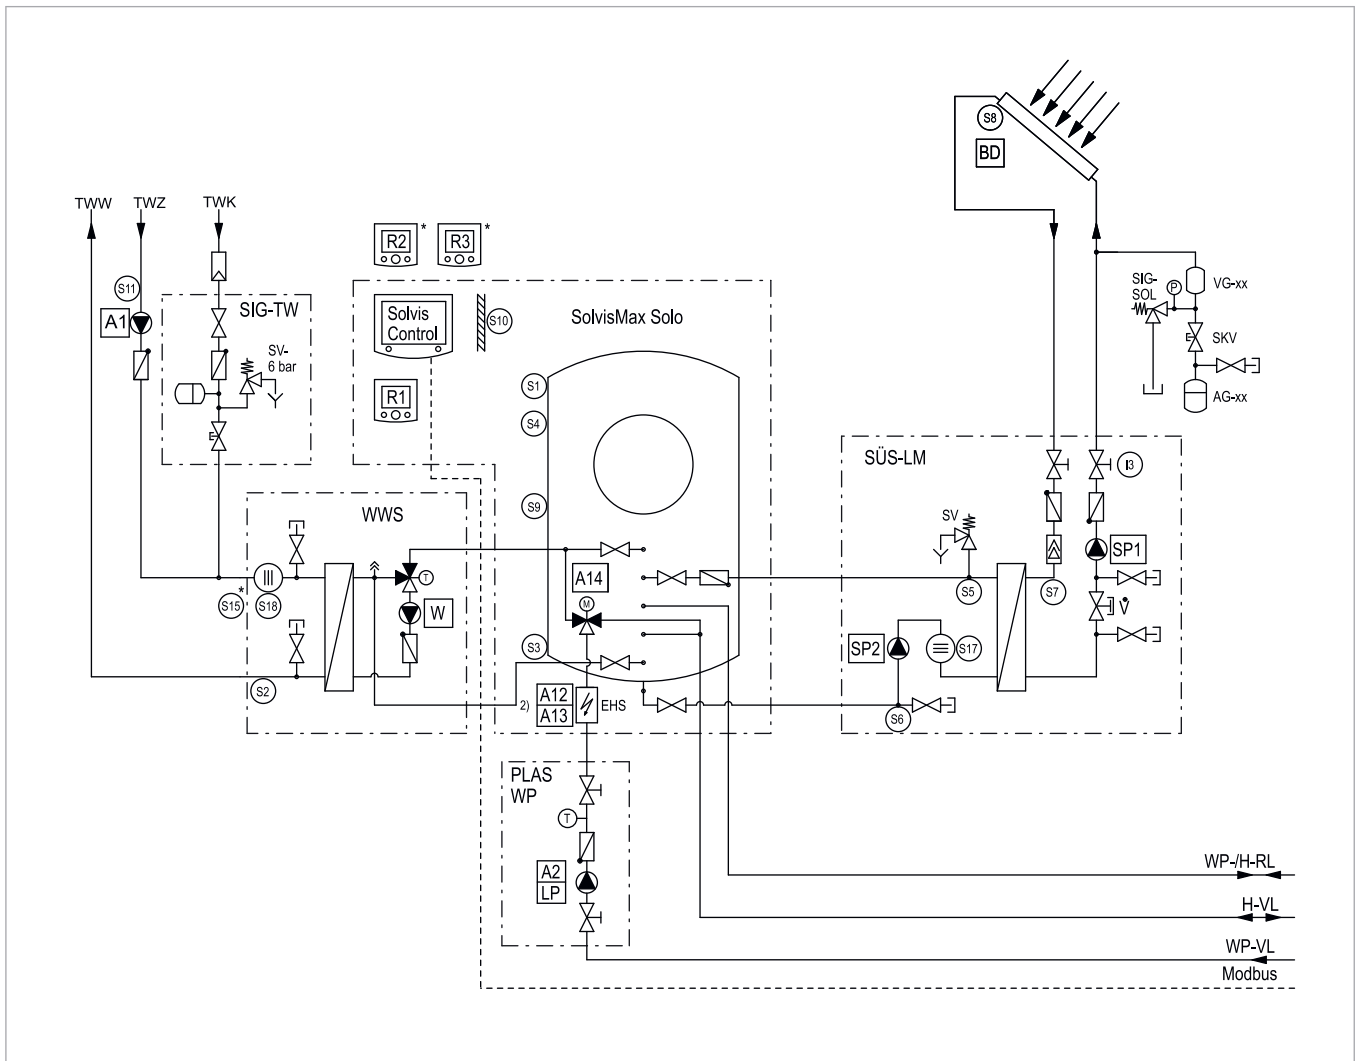 S8
BD
TWW
TWZ
TWK
R2
*
R3
*
S11
SIG-TW
A1
SV-
6 bar
Solvis
Control
S10
SolvisMax Solo
R1
S1
S4
S9
SIG-
SOL
P
VG-xx
SKV
AG-xx
SÜS-LM
I3
SV
SP1
WWS
A14
T
M
*
S15
S18
W
S5
S7
V̇
S3
SP2
S17
S2
2)
A12
A13
EHS
S6
PLAS
WP
T
A2
LP
WP-/H-RL
H-VL
WP-VL
Modbus